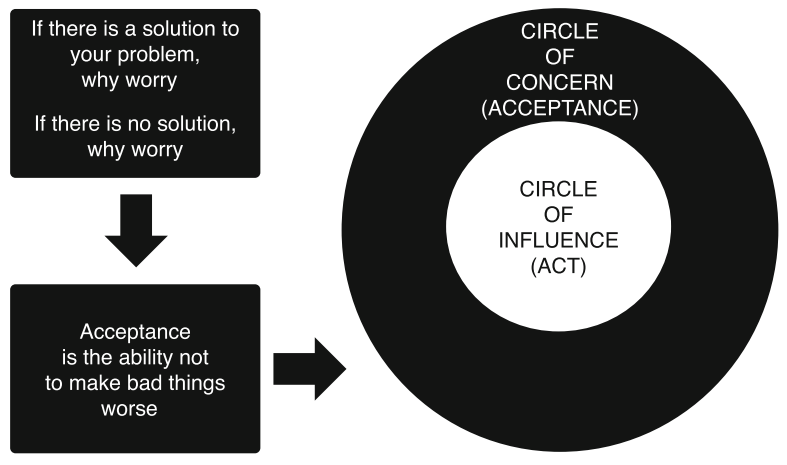 If there is a solution to
your problem,
why worry
If there is no solution,
why worry
Acceptance
is the ability not
to make bad things
worse
CIRCLE
OF
CONCERN
(ACCEPTANCE)
CIRCLE
OF
INFLUENCE
(ACT)